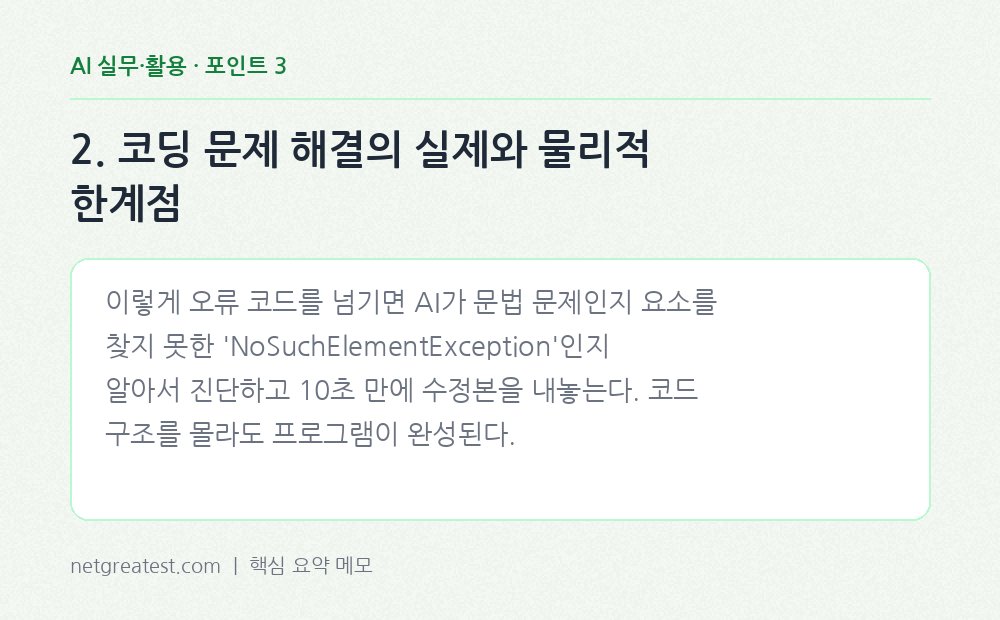 AI 실무·활용 · 포인트 3
2. 코딩 문제 해결의 실제와 물리적
한계점
이렇게 오류 코드를 넘기면 AI가 문법 문제인지 요소를
찾지 못한 'NoSuchElementException'인지
알아서 진단하고 10초 만에 수정본을 내놓는다. 코드
구조를 몰라도 프로그램이 완성된다.
netgreatest.com | 핵심 요약 메모